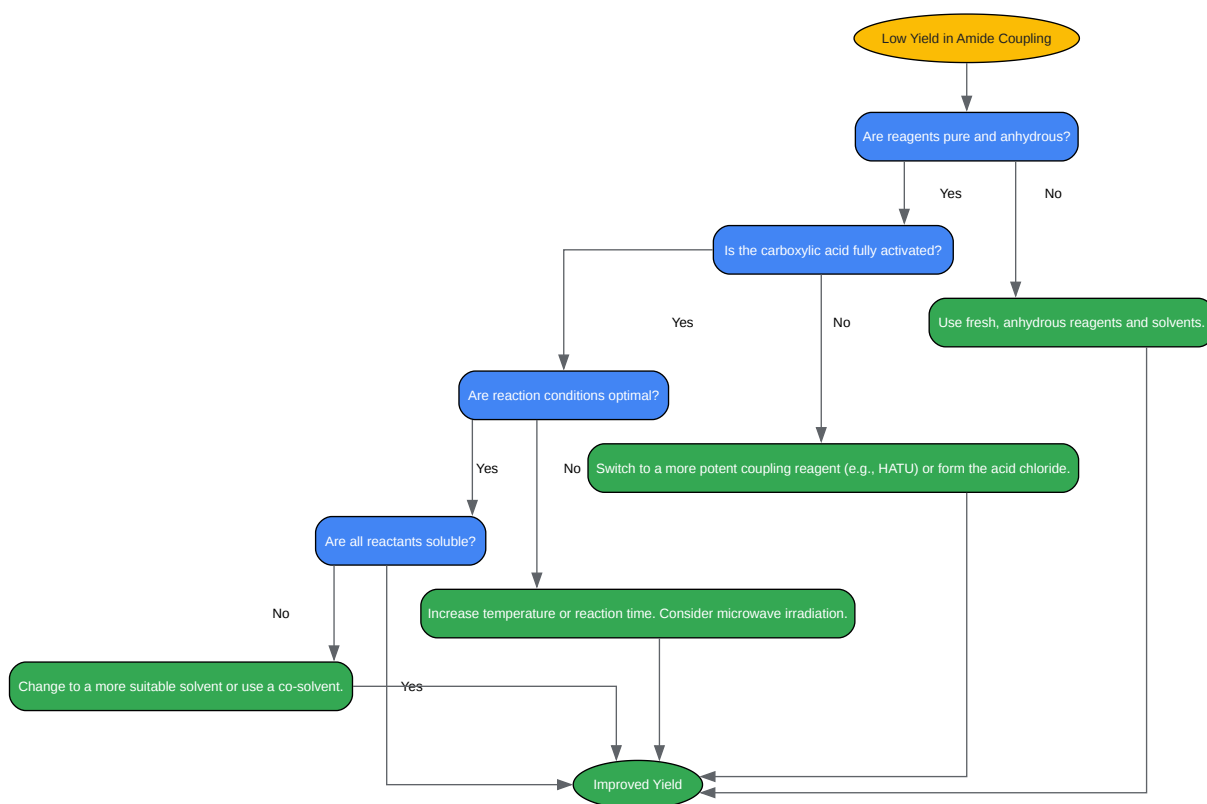 Low Yield in Amide Coupling
Are reagents pure and anhydrous?
Yes
No
Is the carboxylic acid fully activated?
Yes
No
Use fresh, anhydrous reagents and solvents.
Are reaction conditions optimal?
Yes
No
Switch to a more potent coupling reagent (e.g., HATU) or form the acid chloride.
Are all reactants soluble?
No
Increase temperature or reaction time. Consider microwave irradiation.
Change to a more suitable solvent or use a co-solvent.
Yes
Improved Yield